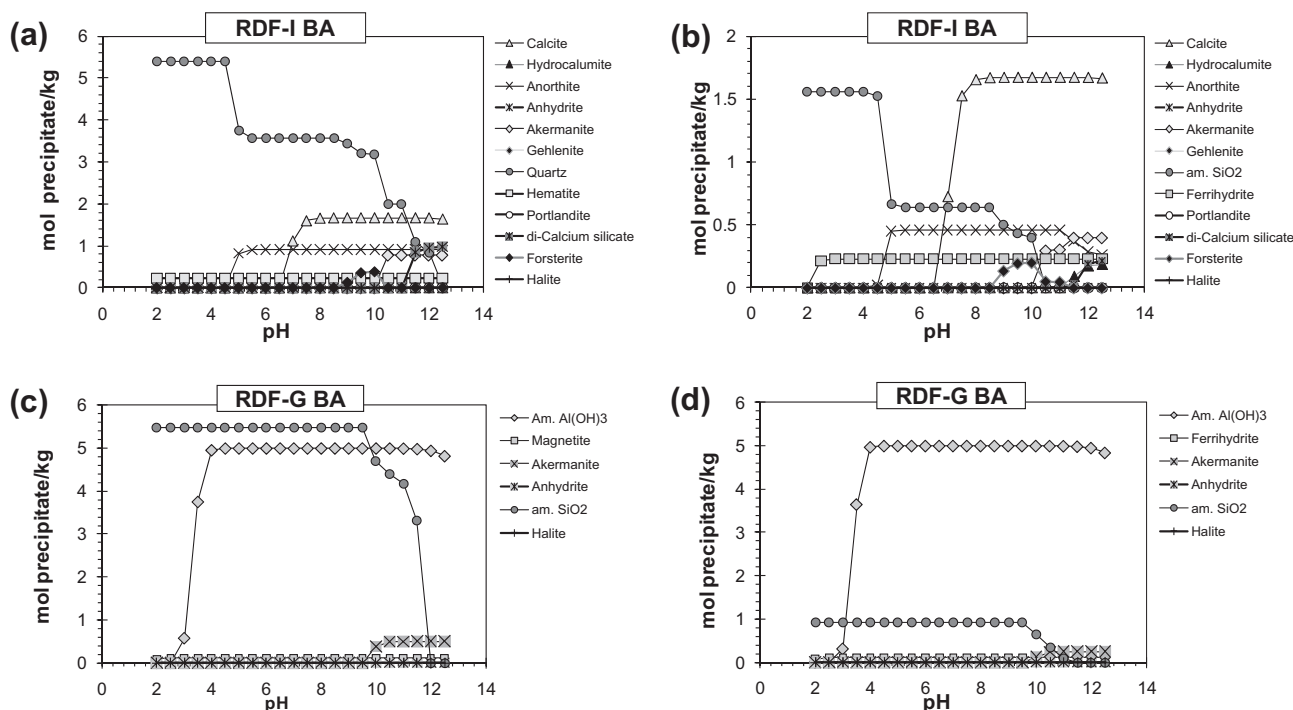 (a)
RDF-I BA
mol precipitate/kg
6
5
4
3
2
1
0
0 2 4 6 8 10 12 14
pH
Calcite
Hydrocalumite
Anorthite
Anhydrite
Akermanite
Gehlenite
Quartz
Hematite
Portlandite
di-Calcium silicate
Forsterite
Halite
(b)
RDF-I BA
mol precipitate/kg
2
1.5
1
0.5
0
0 2 4 6 8 10 12 14
pH
Calcite
Hydrocalumite
Anorthite
Anhydrite
Akermanite
Gehlenite
am. SiO2
Ferrihydrite
Portlandite
di-Calcium silicate
Forsterite
Halite
(c)
RDF-G BA
mol precipitate/kg
6
5
4
3
2
1
0
0 2 4 6 8 10 12 14
pH
Am. Al(OH)3
Magnetite
Akermanite
Anhydrite
am. SiO2
Halite
(d)
RDF-G BA
mol precipitate/kg
6
5
4
3
2
1
0
0 2 4 6 8 10 12 14
pH
Am. Al(OH)3
Ferrihydrite
Akermanite
Anhydrite
am. SiO2
Halite